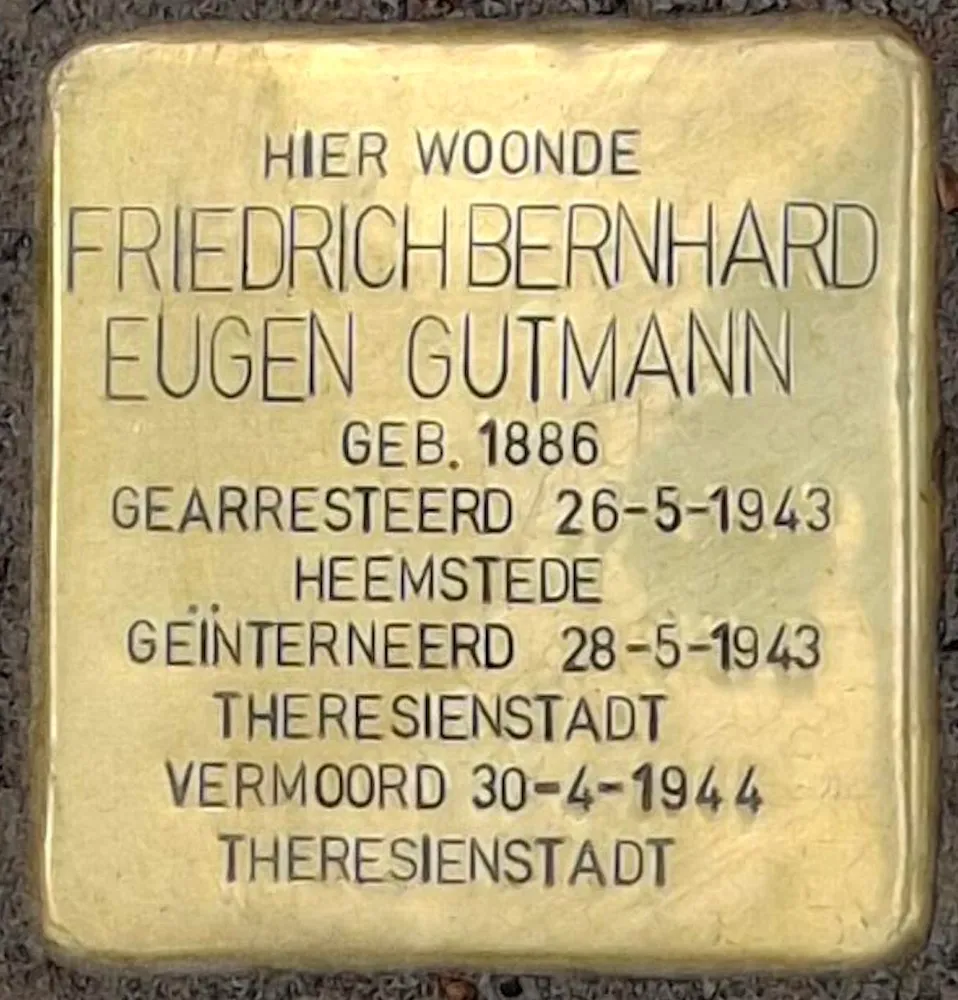 HIER WOONDE
FRIEDRICH BERNHARD
EUGEN GUTMANN
GEB. 1886
GEARRESTEERD 26-5-1943
HEEMSTEDE
GEÏNTERNEERD 28-5-1943
THERESIENSTADT
VERMOORD 30-4-1944
THERESIENSTADT